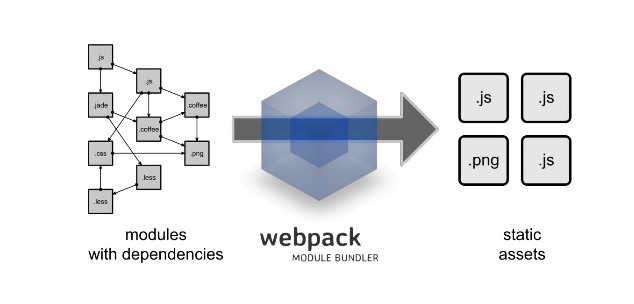 .js
.js
.jade
.coffee
.coffee
.css
.png
.less
.less
modules
with dependencies
webpack
MODULE BUNDLER
.js
.js
.png
.js
static
assets